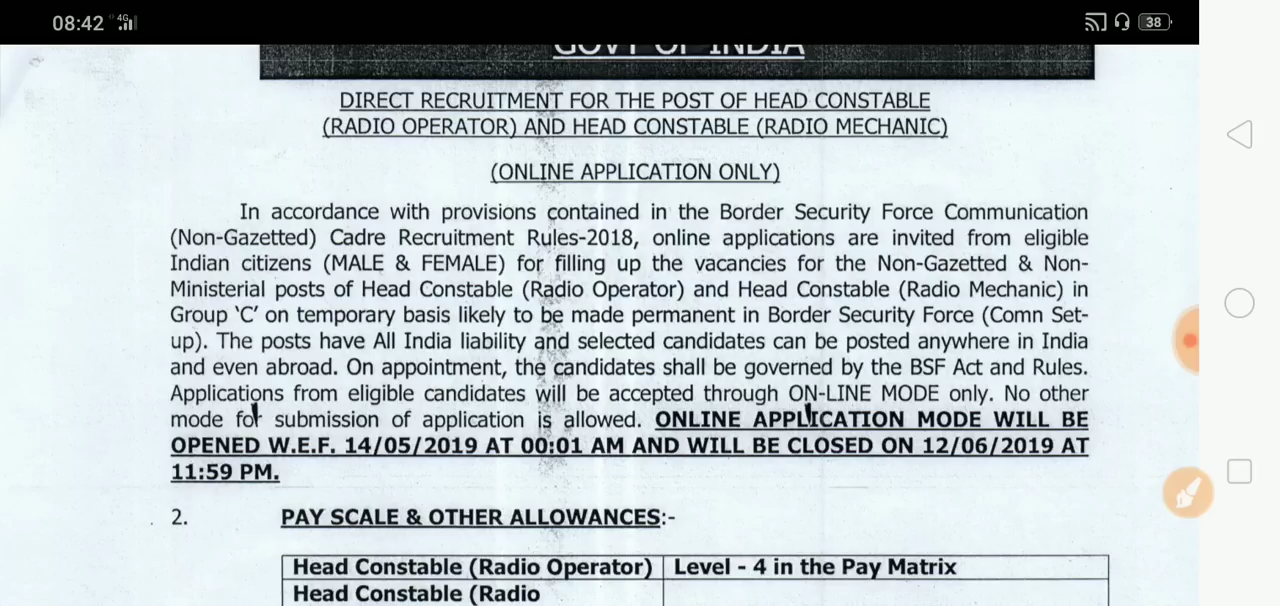 08:42 4G 38
GOVT OF INDIA
DIRECT RECRUITMENT FOR THE POST OF HEAD CONSTABLE
(RADIO OPERATOR) AND HEAD CONSTABLE (RADIO MECHANIC)
(ONLINE APPLICATION ONLY)
In accordance with provisions contained in the Border Security Force Communication
(Non-Gazetted) Cadre Recruitment Rules-2018, online applications are invited from eligible
Indian citizens (MALE & FEMALE) for filling up the vacancies for the Non-Gazetted & Non-
Ministerial posts of Head Constable (Radio Operator) and Head Constable (Radio Mechanic) in
Group ‘C’ on temporary basis likely to be made permanent in Border Security Force (Comn Set-
up). The posts have All India liability and selected candidates can be posted anywhere in India
and even abroad. On appointment, the candidates shall be governed by the BSF Act and Rules.
Applications from eligible candidates will be accepted through ON-LINE MODE only. No other
mode for submission of application is allowed. ONLINE APPLICATION MODE WILL BE
OPENED W.E.F. 14/05/2019 AT 00:01 AM AND WILL BE CLOSED ON 12/06/2019 AT
11:59 PM.
2. PAY SCALE & OTHER ALLOWANCES:-
Head Constable (Radio Operator) Level - 4 in the Pay Matrix
Head Constable (Radio